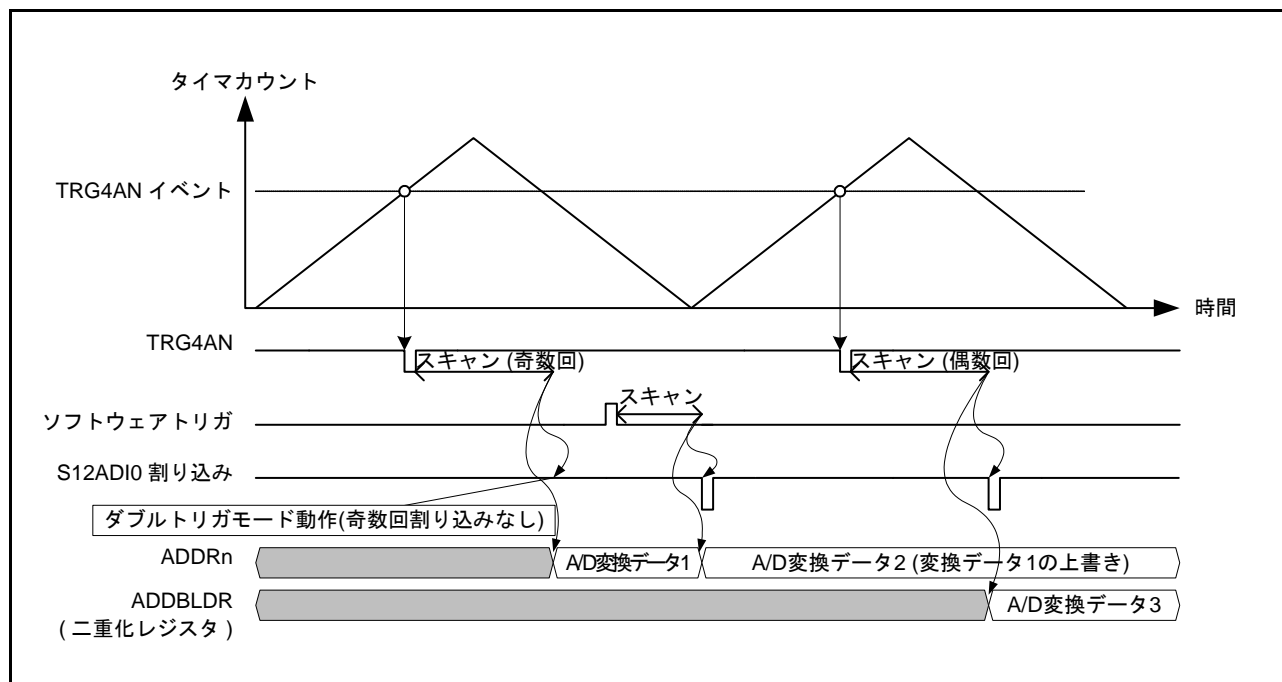 タイマカウント
TRG4AN イベント
時間
TRG4AN
スキャン (奇数回)
スキャン (偶数回)
スキャン
ソフトウェアトリガ
S12ADI0 割り込み
ダブルトリガモード動作(奇数回割り込みなし)
ADDRn
A/D変換データ1
A/D変換データ2 (変換データ1の上書き)
ADDBLDR
( 二重化レジスタ)
A/D変換データ3